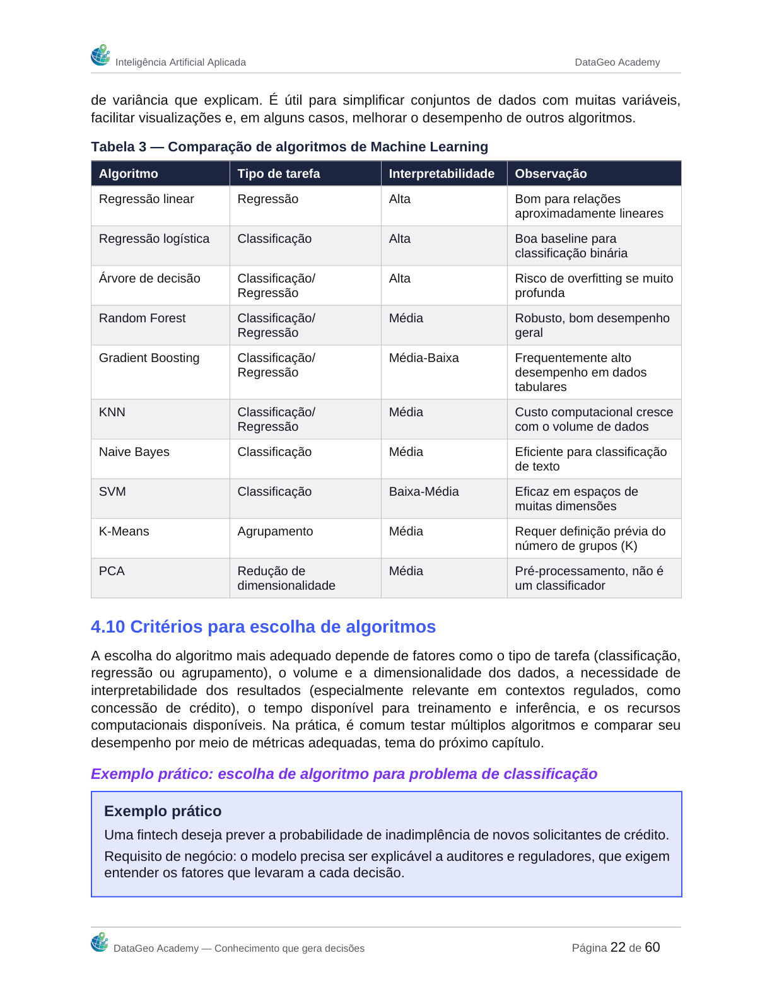 Inteligência Artificial Aplicada
DataGeo Academy
de variância que explicam. É útil para simplificar conjuntos de dados com muitas variáveis,
facilitar visualizações e, em alguns casos, melhorar o desempenho de outros algoritmos.
Tabela 3 — Comparação de algoritmos de Machine Learning
Algoritmo Tipo de tarefa Interpretabilidade Observação
Regressão linear Regressão Alta Bom para relações
aproximadamente lineares
Regressão logística Classificação Alta Boa baseline para
classificação binária
Árvore de decisão Classificação/ Alta Risco de overfitting se muito
Regressão profunda
Random Forest Classificação/ Média Robusto, bom desempenho
Regressão geral
Gradient Boosting Classificação/ Média-Baixa Frequentemente alto
Regressão desempenho em dados
tabulares
KNN Classificação/ Média Custo computacional cresce
Regressão com o volume de dados
Naive Bayes Classificação Média Eficiente para classificação
de texto
SVM Classificação Baixa-Média Eficaz em espaços de
muitas dimensões
K-Means Agrupamento Média Requer definição prévia do
número de grupos (K)
PCA Redução de Média Pré-processamento, não é
dimensionalidade um classificador
4.10 Critérios para escolha de algoritmos
A escolha do algoritmo mais adequado depende de fatores como o tipo de tarefa (classificação,
regressão ou agrupamento), o volume e a dimensionalidade dos dados, a necessidade de
interpretabilidade dos resultados (especialmente relevante em contextos regulados, como
concessão de crédito), o tempo disponível para treinamento e inferência, e os recursos
computacionais disponíveis. Na prática, é comum testar múltiplos algoritmos e comparar seu
desempenho por meio de métricas adequadas, tema do próximo capítulo.
Exemplo prático: escolha de algoritmo para problema de classificação
Exemplo prático
Uma fintech deseja prever a probabilidade de inadimplência de novos solicitantes de crédito.
Requisito de negócio: o modelo precisa ser explicável a auditores e reguladores, que exigem
entender os fatores que levaram a cada decisão.
DataGeo Academy — Conhecimento que gera decisões
Página 22 de 60